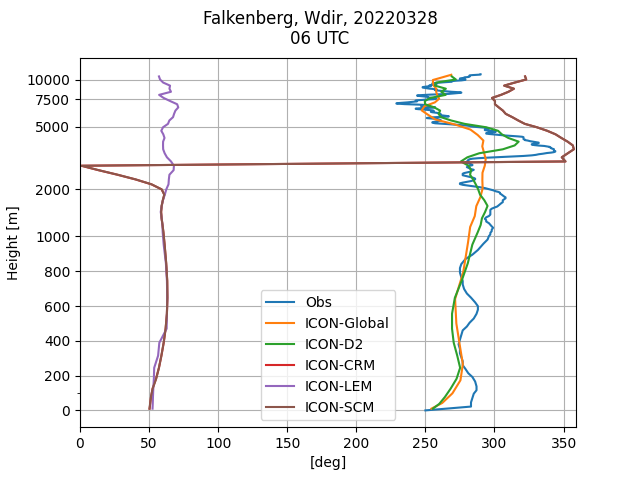 Falkenberg, Wdir, 20220328
06 UTC
10000
7500
5000
2000
1000
800
600
400
200
0
Height [m]
Obs
ICON-Global
ICON-D2
ICON-CRM
ICON-LEM
ICON-SCM
0 50 100 150 200 250 300 350
[deg]